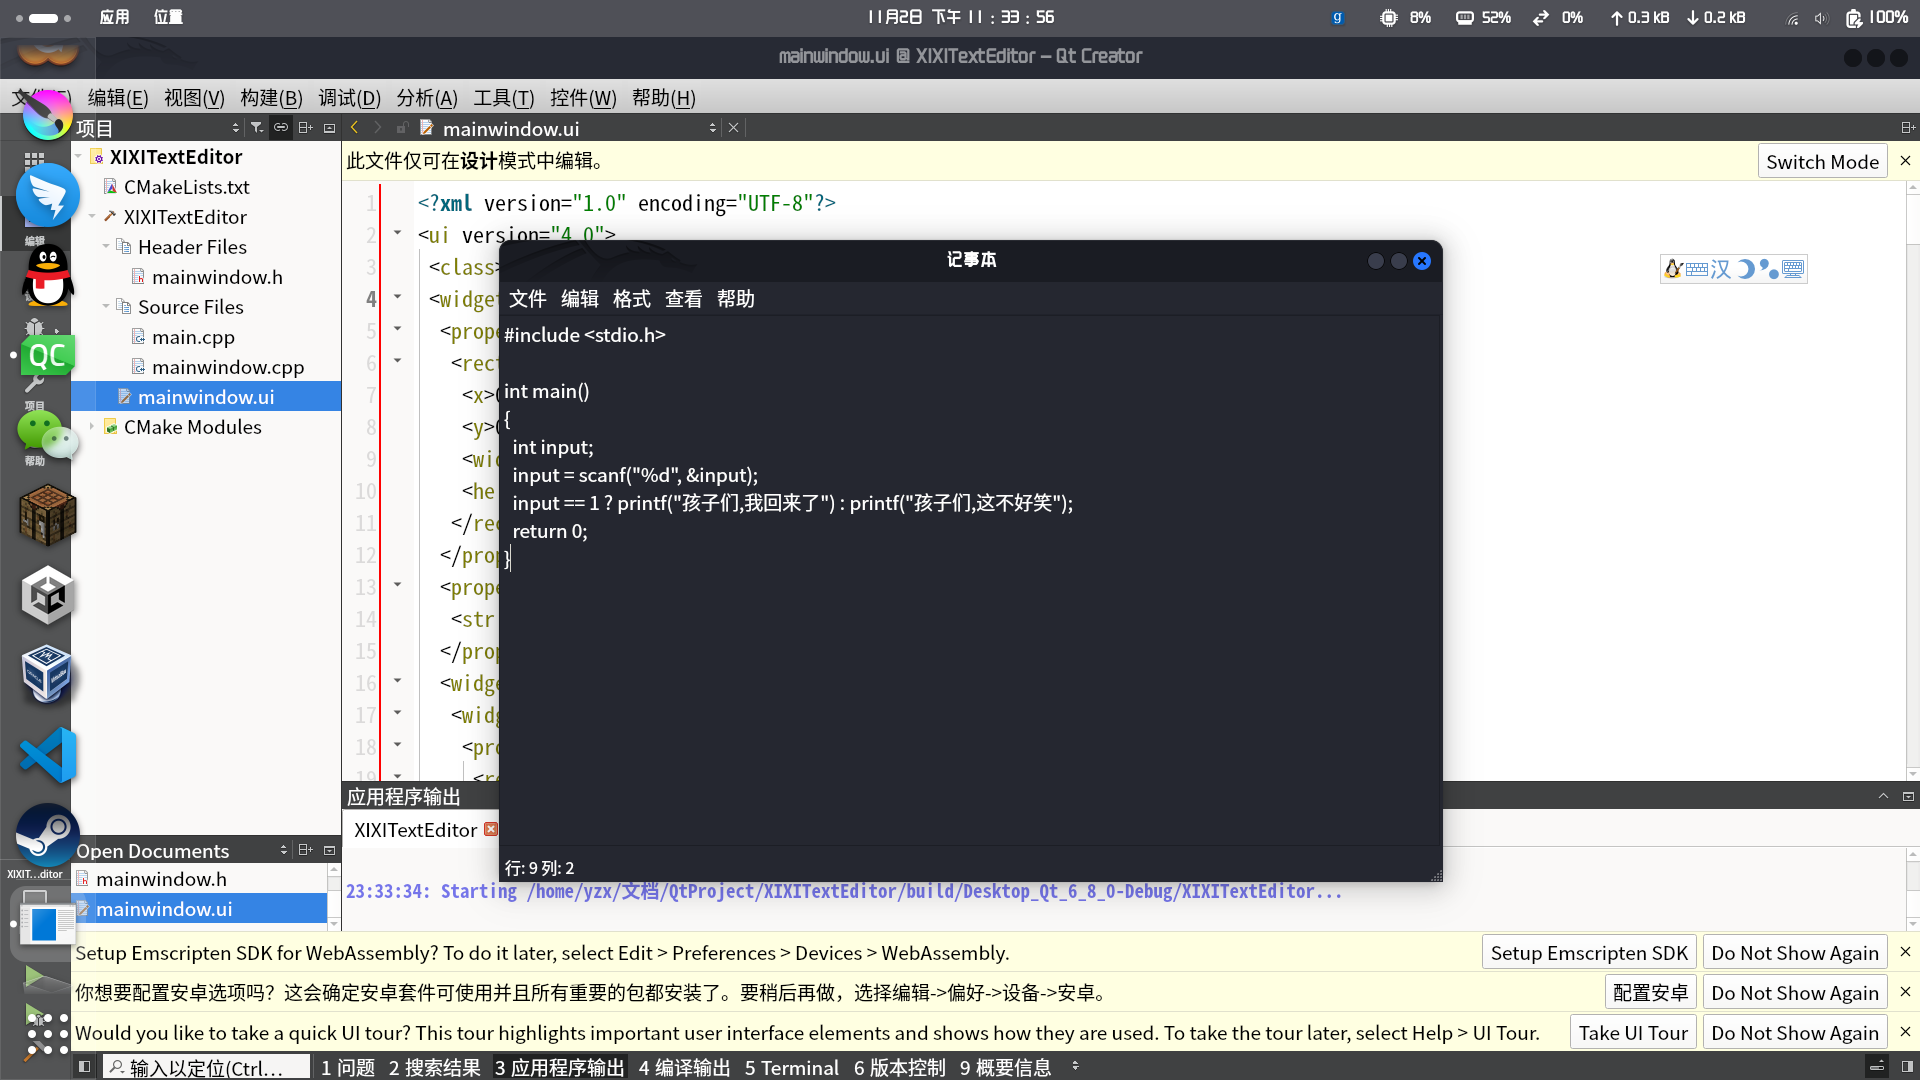 应用 位置
11月2日 下午 11：33：56
8% 52% 0% ↑ 0.3 kB ↓ 0.2 kB 100%
mainwindow.ui @ XIXITextEditor – Qt Creator
编辑(E) 视图(V) 构建(B) 调试(D) 分析(A) 工具(T) 控件(W) 帮助(H)
项目
mainwindow.ui
XIXITextEditor
CMakeLists.txt
XIXITextEditor
Header Files
mainwindow.h
Source Files
main.cpp
mainwindow.cpp
mainwindow.ui
CMake Modules
此文件仅可在设计模式中编辑。
Switch Mode
1 <?xml version="1.0" encoding="UTF-8"?>
2 <ui version="4.0">
3 <class>
4 <widge
5 <prope
6 <rect
7 <x>
8 <y>
9 <wid
10 <he
11 </rec
12 </prop
13 <prope
14 <str
15 </prop
16 <widge
17 <widg
18 <pro
19 <re
汉
记事本
文件 编辑 格式 查看 帮助
#include <stdio.h>
int main()
{
int input;
input = scanf("%d", &input);
input == 1 ? printf("孩子们,我回来了") : printf("孩子们,这不好笑");
return 0;
}
行: 9 列: 2
编辑
QC
项目
帮助
应用程序输出
XIXITextEditor
23:33:34: Starting /home/yzx/文档/QtProject/XIXITextEditor/build/Desktop_Qt_6_8_0-Debug/XIXITextEditor...
Open Documents
XIXIT...ditor
mainwindow.h
mainwindow.ui
Setup Emscripten SDK for WebAssembly? To do it later, select Edit > Preferences > Devices > WebAssembly.
Setup Emscripten SDK Do Not Show Again
你想要配置安卓选项吗？这会确定安卓套件可使用并且所有重要的包都安装了。要稍后再做，选择编辑->偏好->设备->安卓。
配置安卓 Do Not Show Again
Would you like to take a quick UI tour? This tour highlights important user interface elements and shows how they are used. To take the tour later, select Help > UI Tour.
Take UI Tour Do Not Show Again
输入以定位(Ctrl... 1 问题 2 搜索结果 3 应用程序输出 4 编译输出 5 Terminal 6 版本控制 9 概要信息